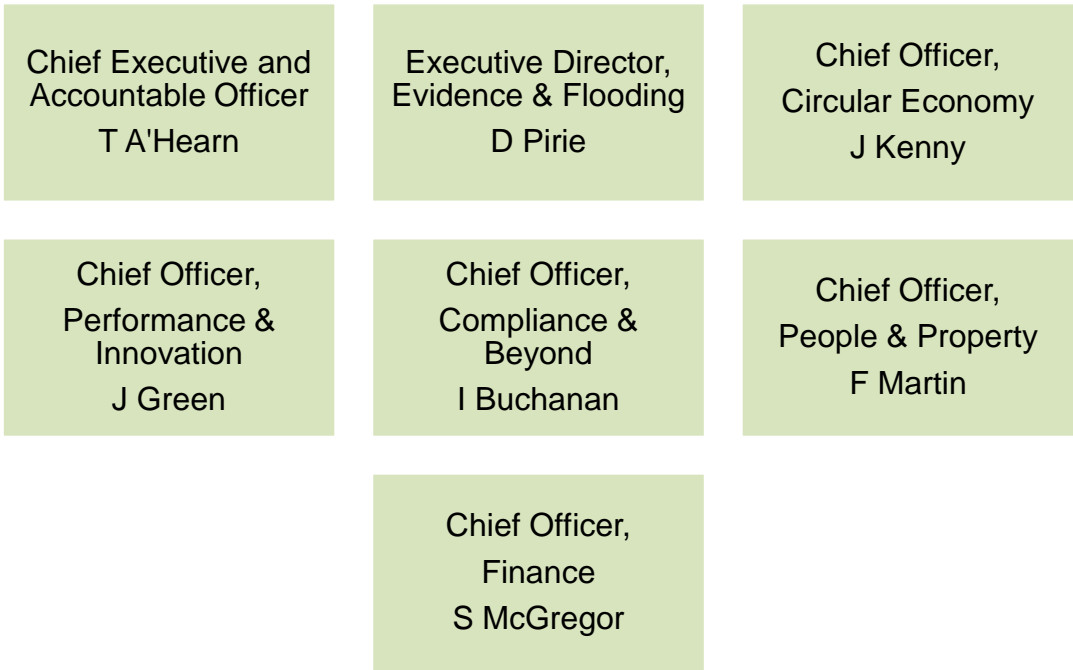 Chief Executive and
Accountable Officer
T A'Hearn
Executive Director,
Evidence & Flooding
D Pirie
Chief Officer,
Circular Economy
J Kenny
Chief Officer,
Performance &
Innovation
J Green
Chief Officer,
Compliance &
Beyond
I Buchanan
Chief Officer,
People & Property
F Martin
Chief Officer,
Finance
S McGregor